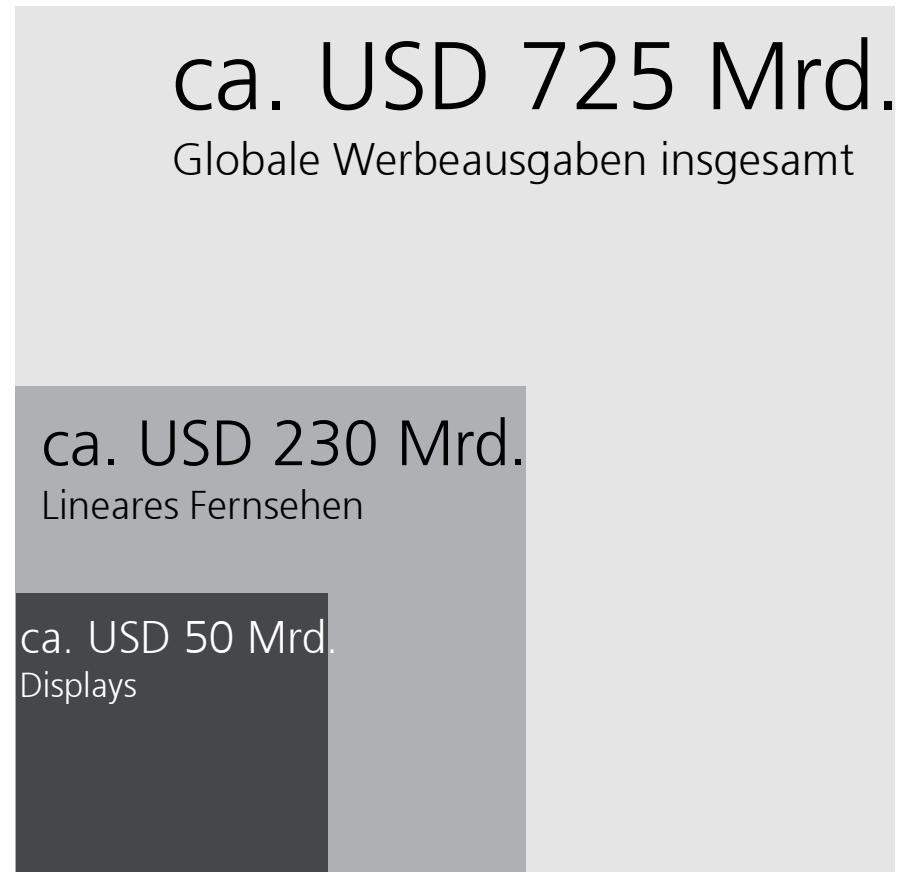 ca. USD 725 Mrd.
Globale Werbeausgaben insgesamt
ca. USD 230 Mrd.
Lineares Fernsehen
ca. USD 50 Mrd.
Displays